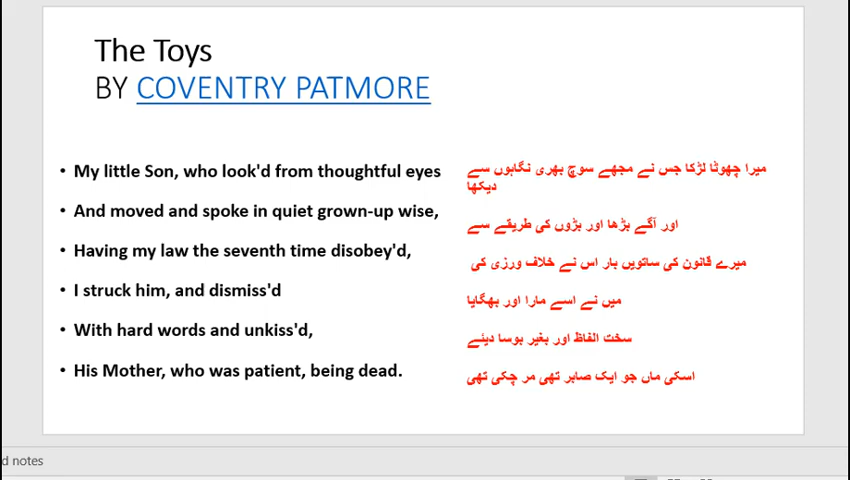 The Toys
BY COVENTRY PATMORE
• My little Son, who look'd from thoughtful eyes
• And moved and spoke in quiet grown-up wise,
• Having my law the seventh time disobey'd,
• I struck him, and dismiss'd
• With hard words and unkiss'd,
• His Mother, who was patient, being dead.
میرا چھوٹا لڑکا جس نے مجھے سوچ بھری نگاہوں سے
دیکھا
اور آگے بڑھا اور بڑوں کی طریقے سے
میرے قانون کی ساتویں بار اس نے خلاف ورزی کی
میں نے اسے مارا اور بھگایا
سخت الفاظ اور بغیر بوسا دیئے
اسکی ماں جو ایک صابر تھی مر چکی تھی
d notes